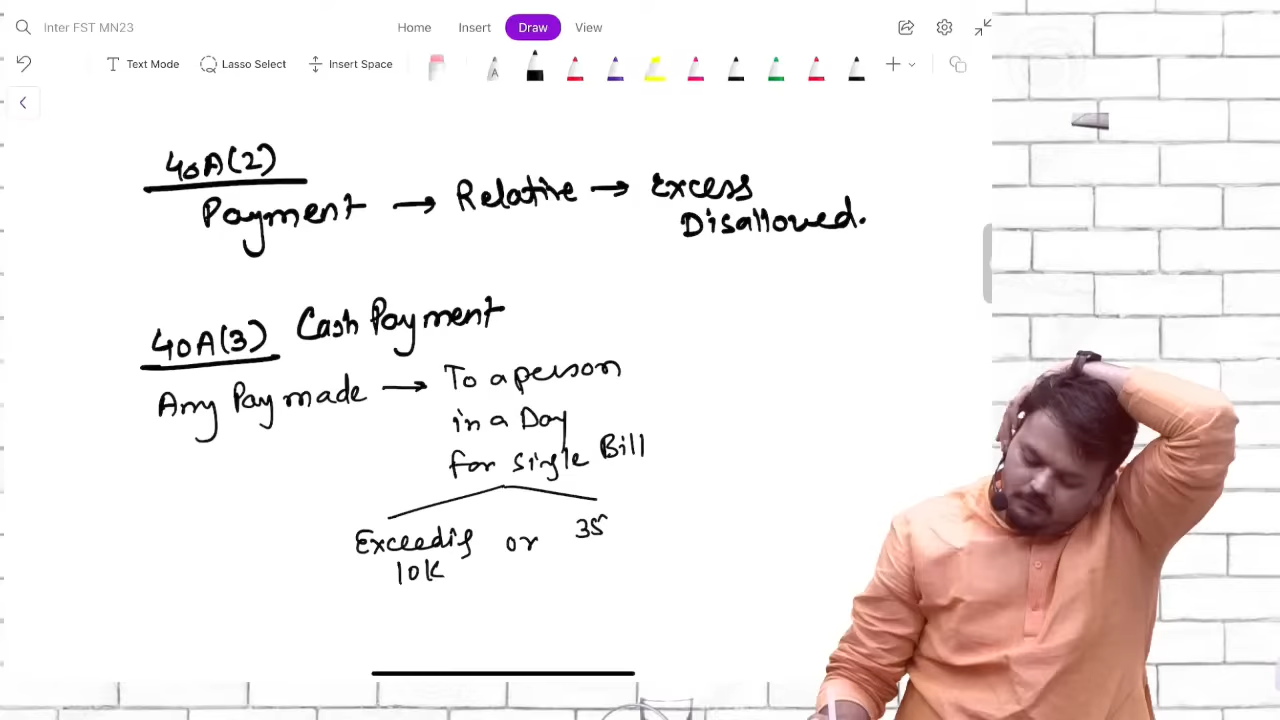 Inter FST MN23
Home Insert Draw View
Text Mode Lasso Select Insert Space
40A(2)
Payment → Relative → Excess
Disallowed.
40A(3) Cash Payment
Any Pay made → To a person
in a Day
for single Bill
Exceedig or 35
10K